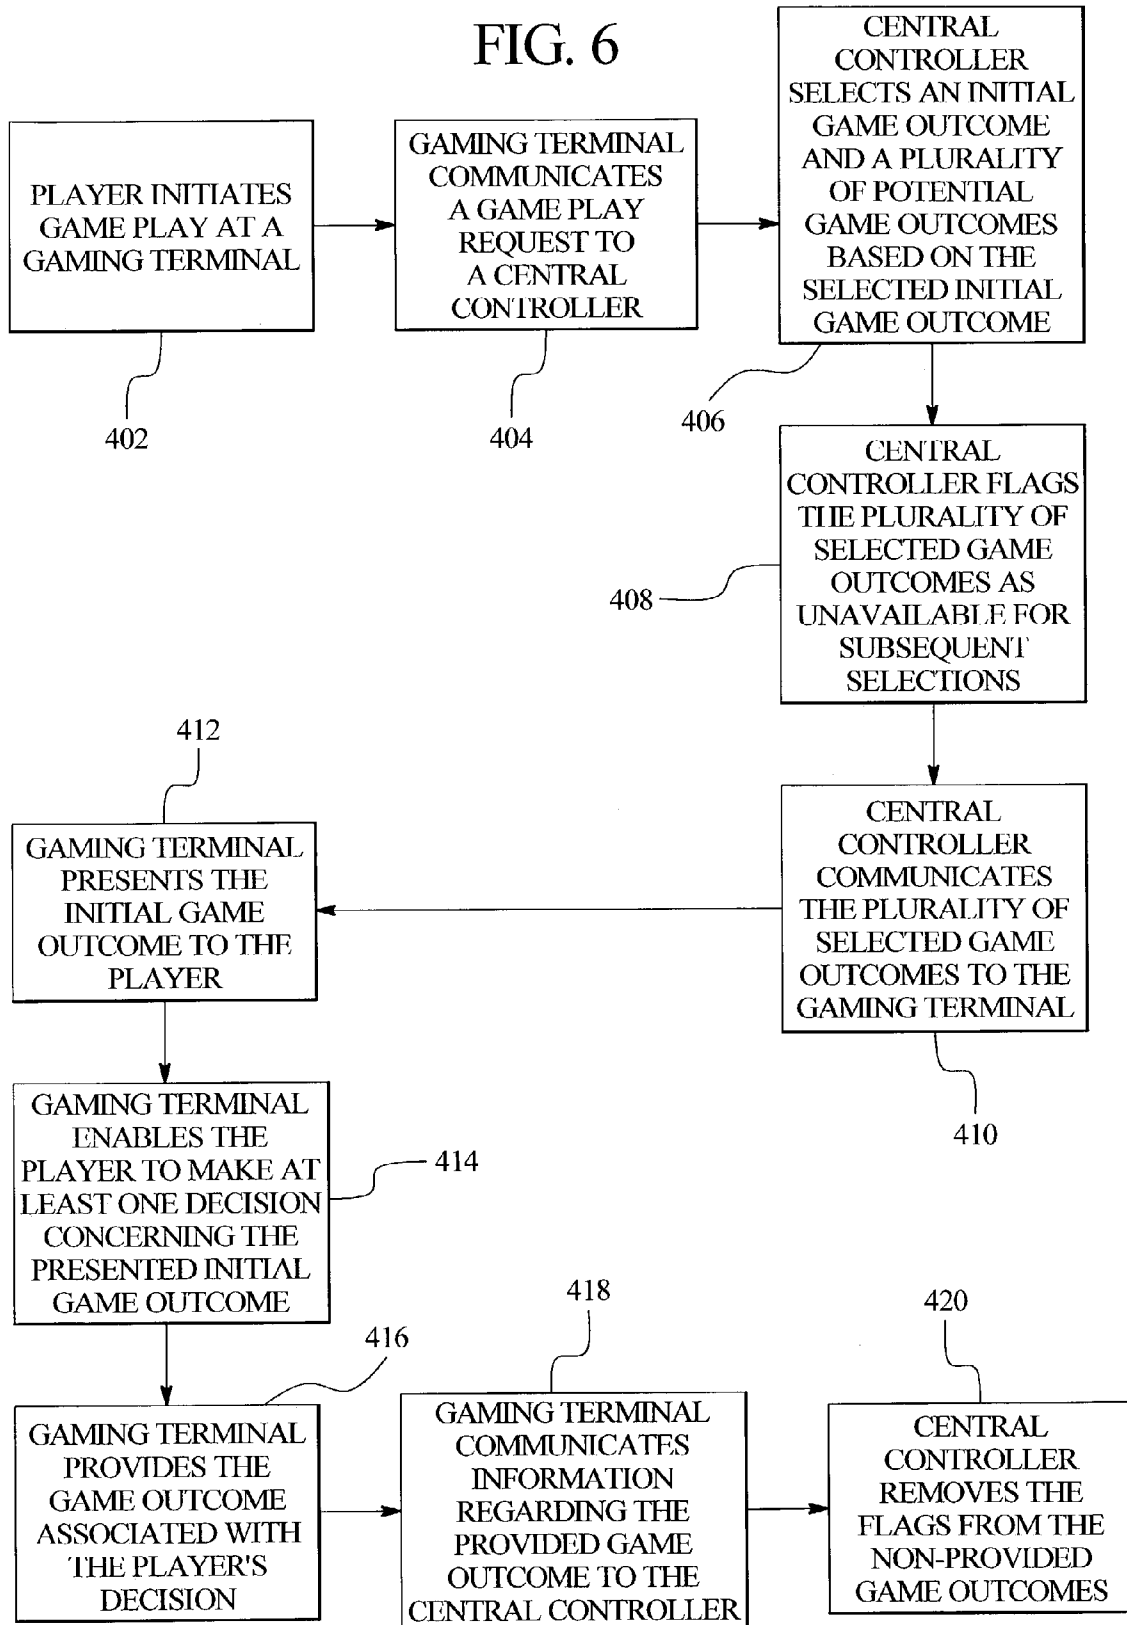 FIG. 6
PLAYER INITIATES
GAME PLAY AT A
GAMING TERMINAL
402
GAMING TERMINAL
COMMUNICATES
A GAME PLAY
REQUEST TO
A CENTRAL
CONTROLLER
404
CENTRAL
CONTROLLER
SELECTS AN INITIAL
GAME OUTCOME
AND A PLURALITY
OF POTENTIAL
GAME OUTCOMES
BASED ON THE
SELECTED INITIAL
GAME OUTCOME
406
CENTRAL
CONTROLLER FLAGS
THE PLURALITY OF
SELECTED GAME
OUTCOMES AS
UNAVAILABLE FOR
SUBSEQUENT
SELECTIONS
408
CENTRAL
CONTROLLER
COMMUNICATES
THE PLURALITY OF
SELECTED GAME
OUTCOMES TO THE
GAMING TERMINAL
410
412
GAMING TERMINAL
PRESENTS THE
INITIAL GAME
OUTCOME TO THE
PLAYER
GAMING TERMINAL
ENABLES THE
PLAYER TO MAKE AT
LEAST ONE DECISION
CONCERNING THE
PRESENTED INITIAL
GAME OUTCOME
414
416
GAMING TERMINAL
PROVIDES THE
GAME OUTCOME
ASSOCIATED WITH
THE PLAYER'S
DECISION
418
GAMING TERMINAL
COMMUNICATES
INFORMATION
REGARDING THE
PROVIDED GAME
OUTCOME TO THE
CENTRAL CONTROLLER
420
CENTRAL
CONTROLLER
REMOVES THE
FLAGS FROM THE
NON-PROVIDED
GAME OUTCOMES